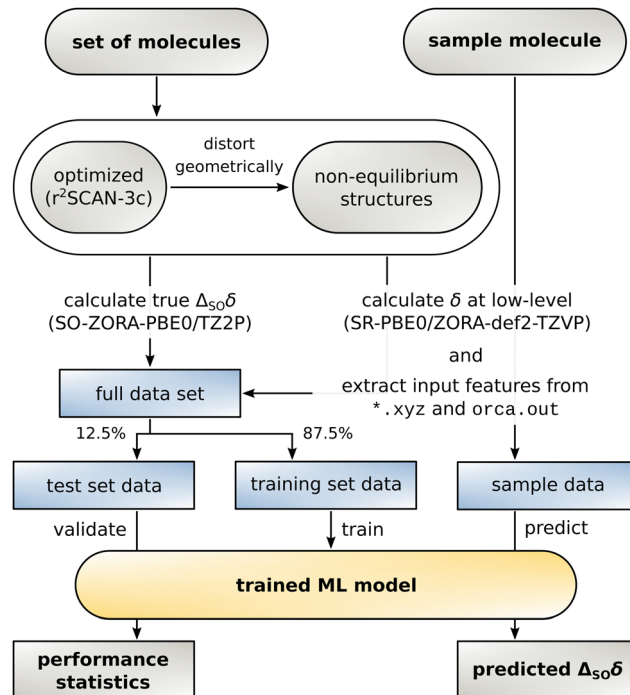 set of molecules
sample molecule
distort
geometrically
optimized
(r²SCAN-3c)
non-equilibrium
structures
calculate true Δ_SO δ
(SO-ZORA-PBE0/TZ2P)
calculate δ at low-level
(SR-PBE0/ZORA-def2-TZVP)
and
extract input features from
*.xyz and orca.out
full data set
12.5%
87.5%
test set data
training set data
sample data
validate
train
predict
trained ML model
performance
statistics
predicted Δ_SO δ